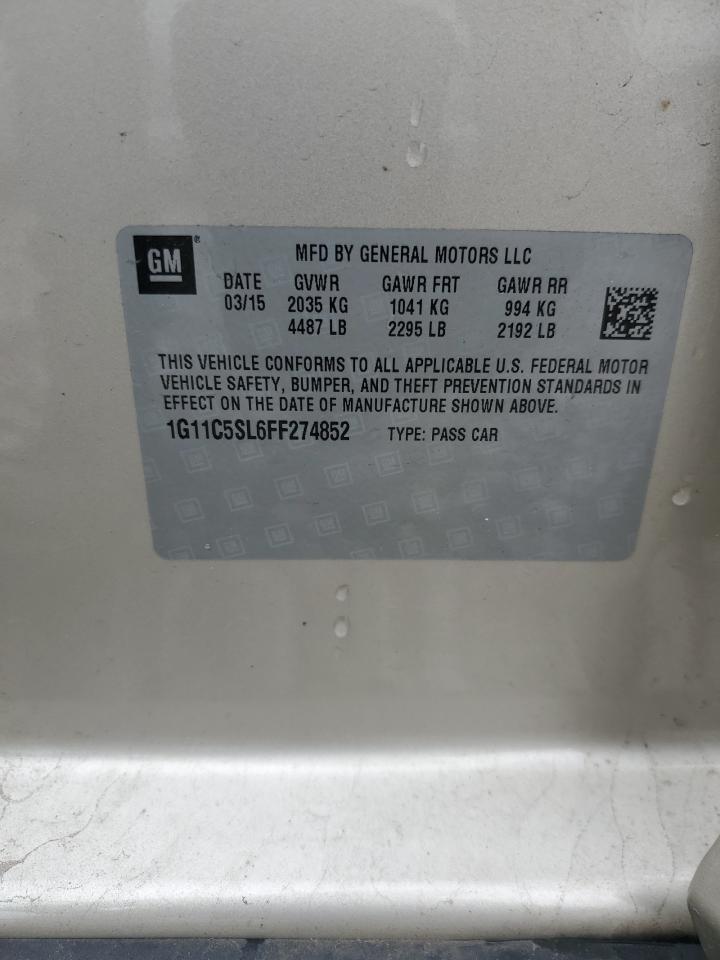 GM®
MFD BY GENERAL MOTORS LLC
DATE GVWR GAWR FRT GAWR RR
03/15 2035 KG 1041 KG 994 KG
4487 LB 2295 LB 2192 LB
THIS VEHICLE CONFORMS TO ALL APPLICABLE U.S. FEDERAL MOTOR
VEHICLE SAFETY, BUMPER, AND THEFT PREVENTION STANDARDS IN
EFFECT ON THE DATE OF MANUFACTURE SHOWN ABOVE.
1G11C5SL6FF274852 TYPE: PASS CAR